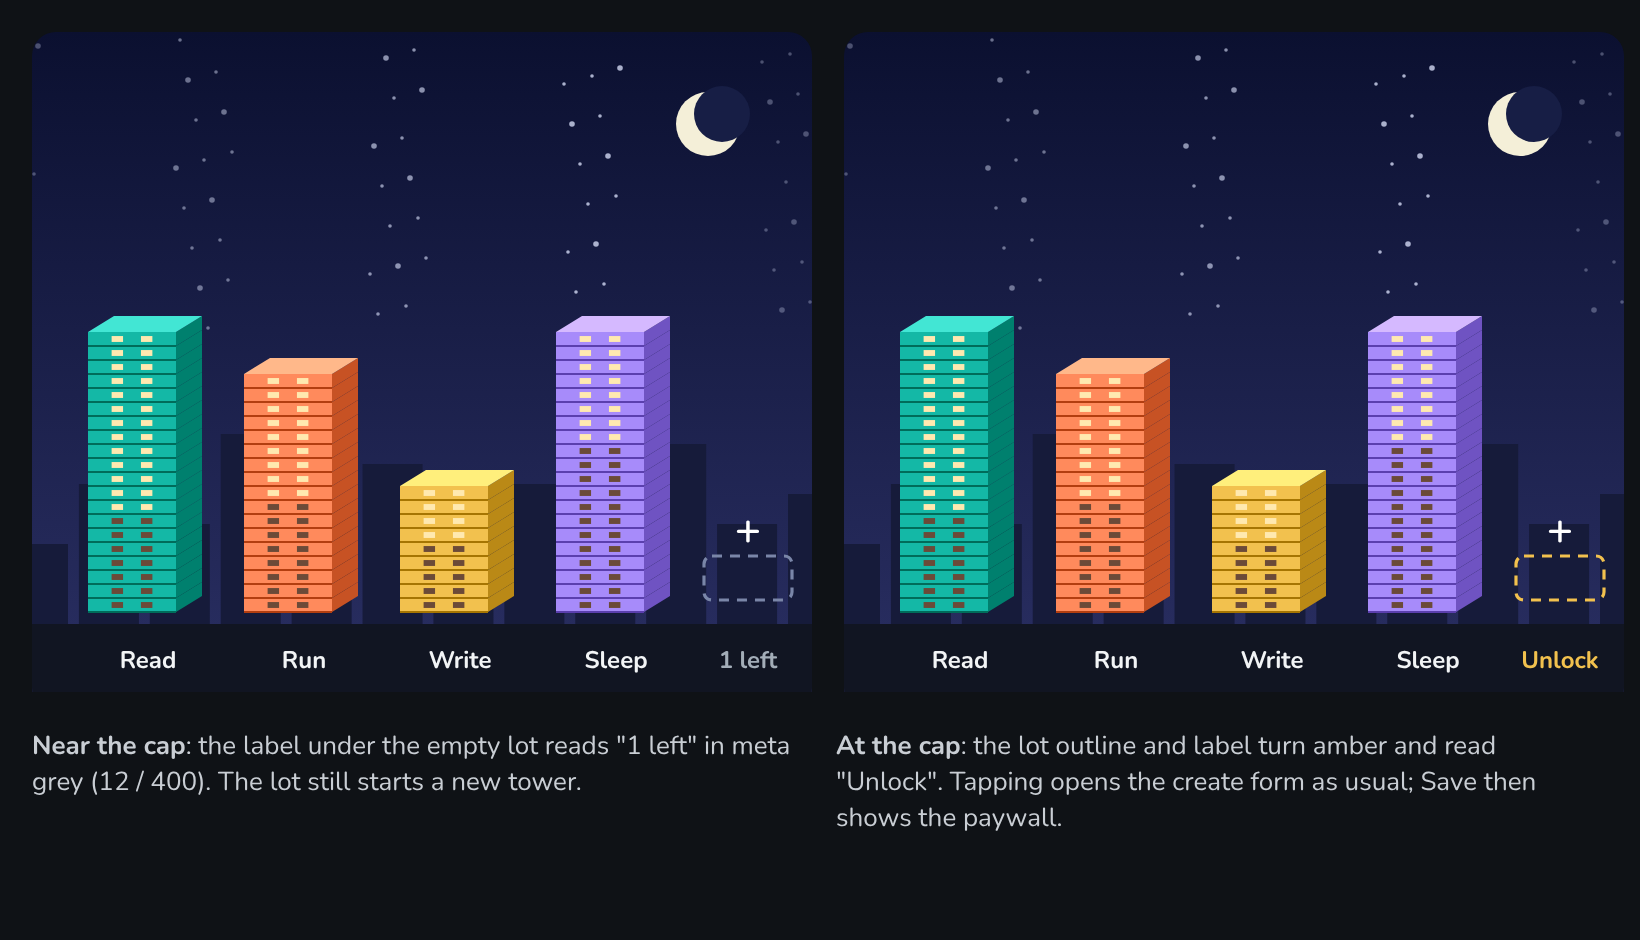 Read Run Write Sleep 1 left
Read Run Write Sleep Unlock
Near the cap: the label under the empty lot reads "1 left" in meta
grey (12 / 400). The lot still starts a new tower.
At the cap: the lot outline and label turn amber and read
"Unlock". Tapping opens the create form as usual; Save then
shows the paywall.